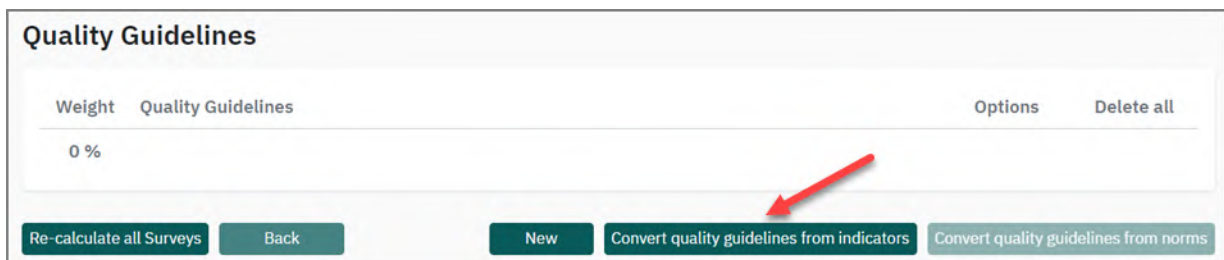 Quality Guidelines
Weight Quality Guidelines Options Delete all
0 %
Re-calculate all Surveys Back New Convert quality guidelines from indicators Convert quality guidelines from norms